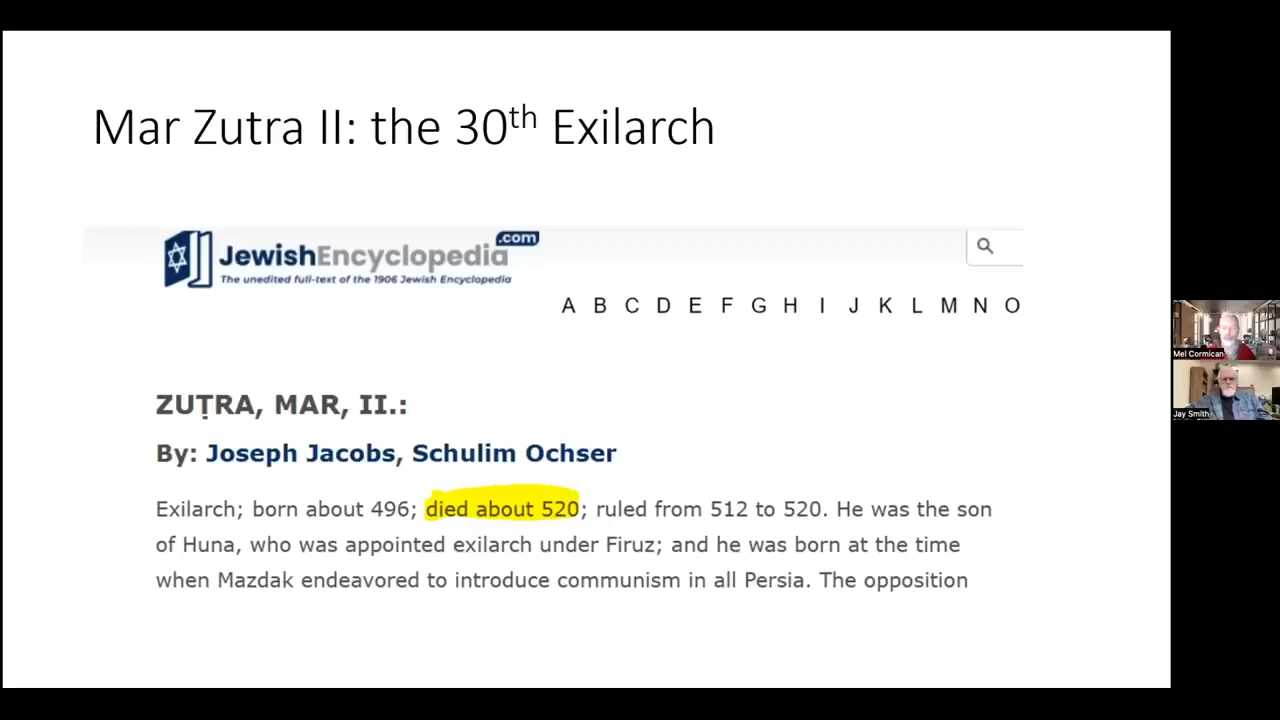 Mar Zutra II: the 30th Exilarch
JewishEncyclopedia.com
The unedited full-text of the 1906 Jewish Encyclopedia
A B C D E F G H I J K L M N O
ZUṬRA, MAR, II.:
By: Joseph Jacobs, Schulim Ochser
Exilarch; born about 496; died about 520; ruled from 512 to 520. He was the son
of Huna, who was appointed exilarch under Firuz; and he was born at the time
when Mazdak endeavored to introduce communism in all Persia. The opposition
Mel Cormican
Jay Smith